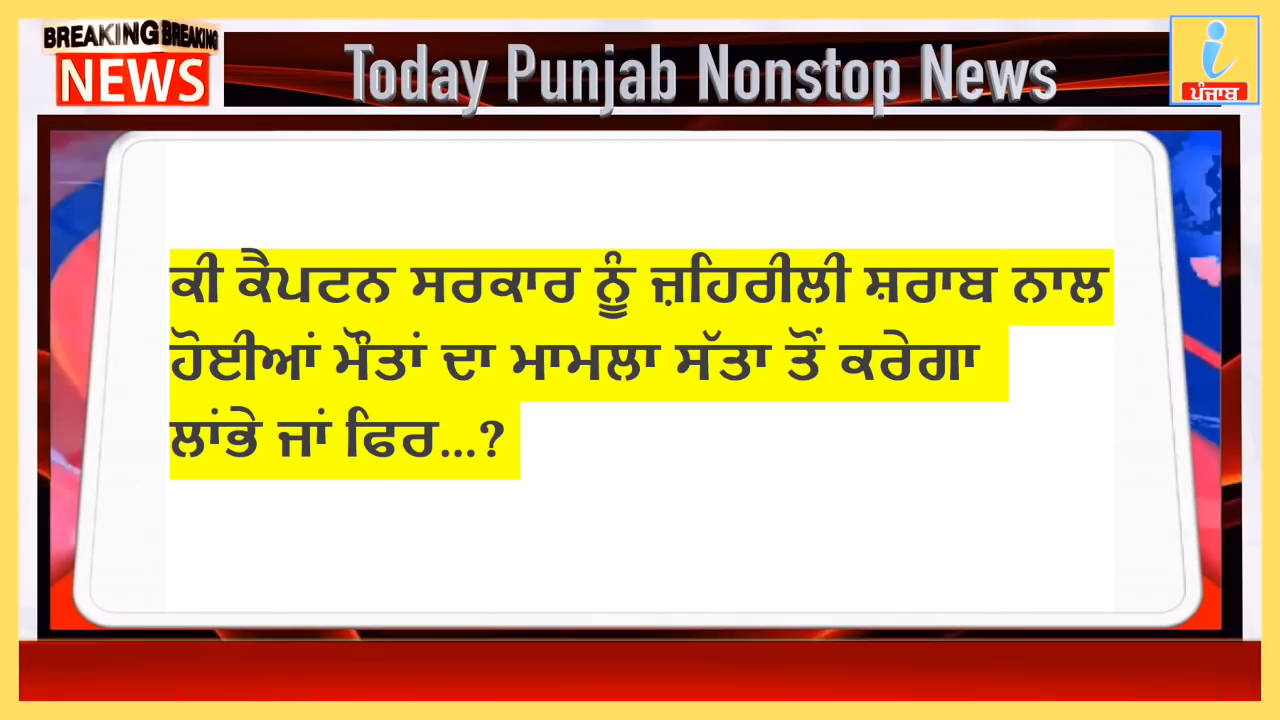 BREAKING BREAKING
NEWS
Today Punjab Nonstop News
i
ਪੰਜਾਬ
ਕੀ ਕੈਪਟਨ ਸਰਕਾਰ ਨੂੰ ਜ਼ਹਿਰੀਲੀ ਸ਼ਰਾਬ ਨਾਲ
ਹੋਈਆਂ ਮੌਤਾਂ ਦਾ ਮਾਮਲਾ ਸੱਤਾ ਤੋਂ ਕਰੇਗਾ
ਲਾਂਭੇ ਜਾਂ ਫਿਰ...?